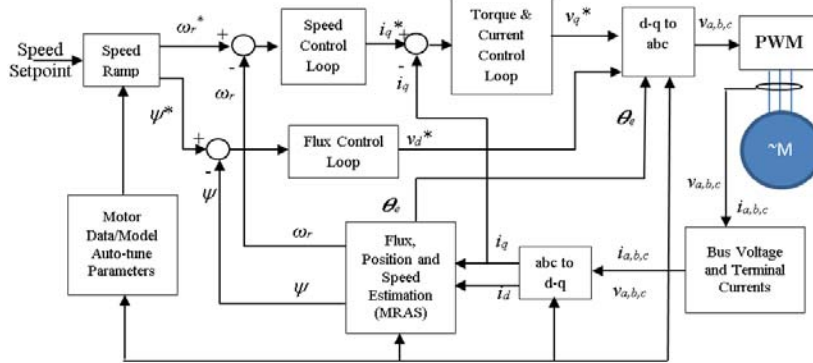 Speed
Setpoint
Speed
Ramp
ωr*
ψ*
+
-
ωr
Speed
Control
Loop
iq*
+
-
iq
Torque &
Current
Control
Loop
vq*
d-q to
abc
va,b,c
PWM
~M
+
-
ψ
Flux Control
Loop
vd*
θe
θe
va,b,c
ia,b,c
Motor
Data/Model
Auto-tune
Parameters
ωr
ψ
Flux,
Position and
Speed
Estimation
(MRAS)
iq
id
abc to
d-q
ia,b,c
va,b,c
Bus Voltage
and Terminal
Currents